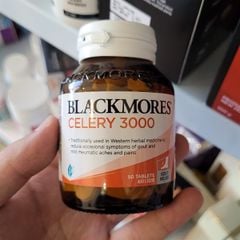 BLACKMORES
CELERY 3000
• Traditionally used in Western herbal medicine to
reduce occasional symptoms of gout and
mild rheumatic aches and pains
50 TABLETS